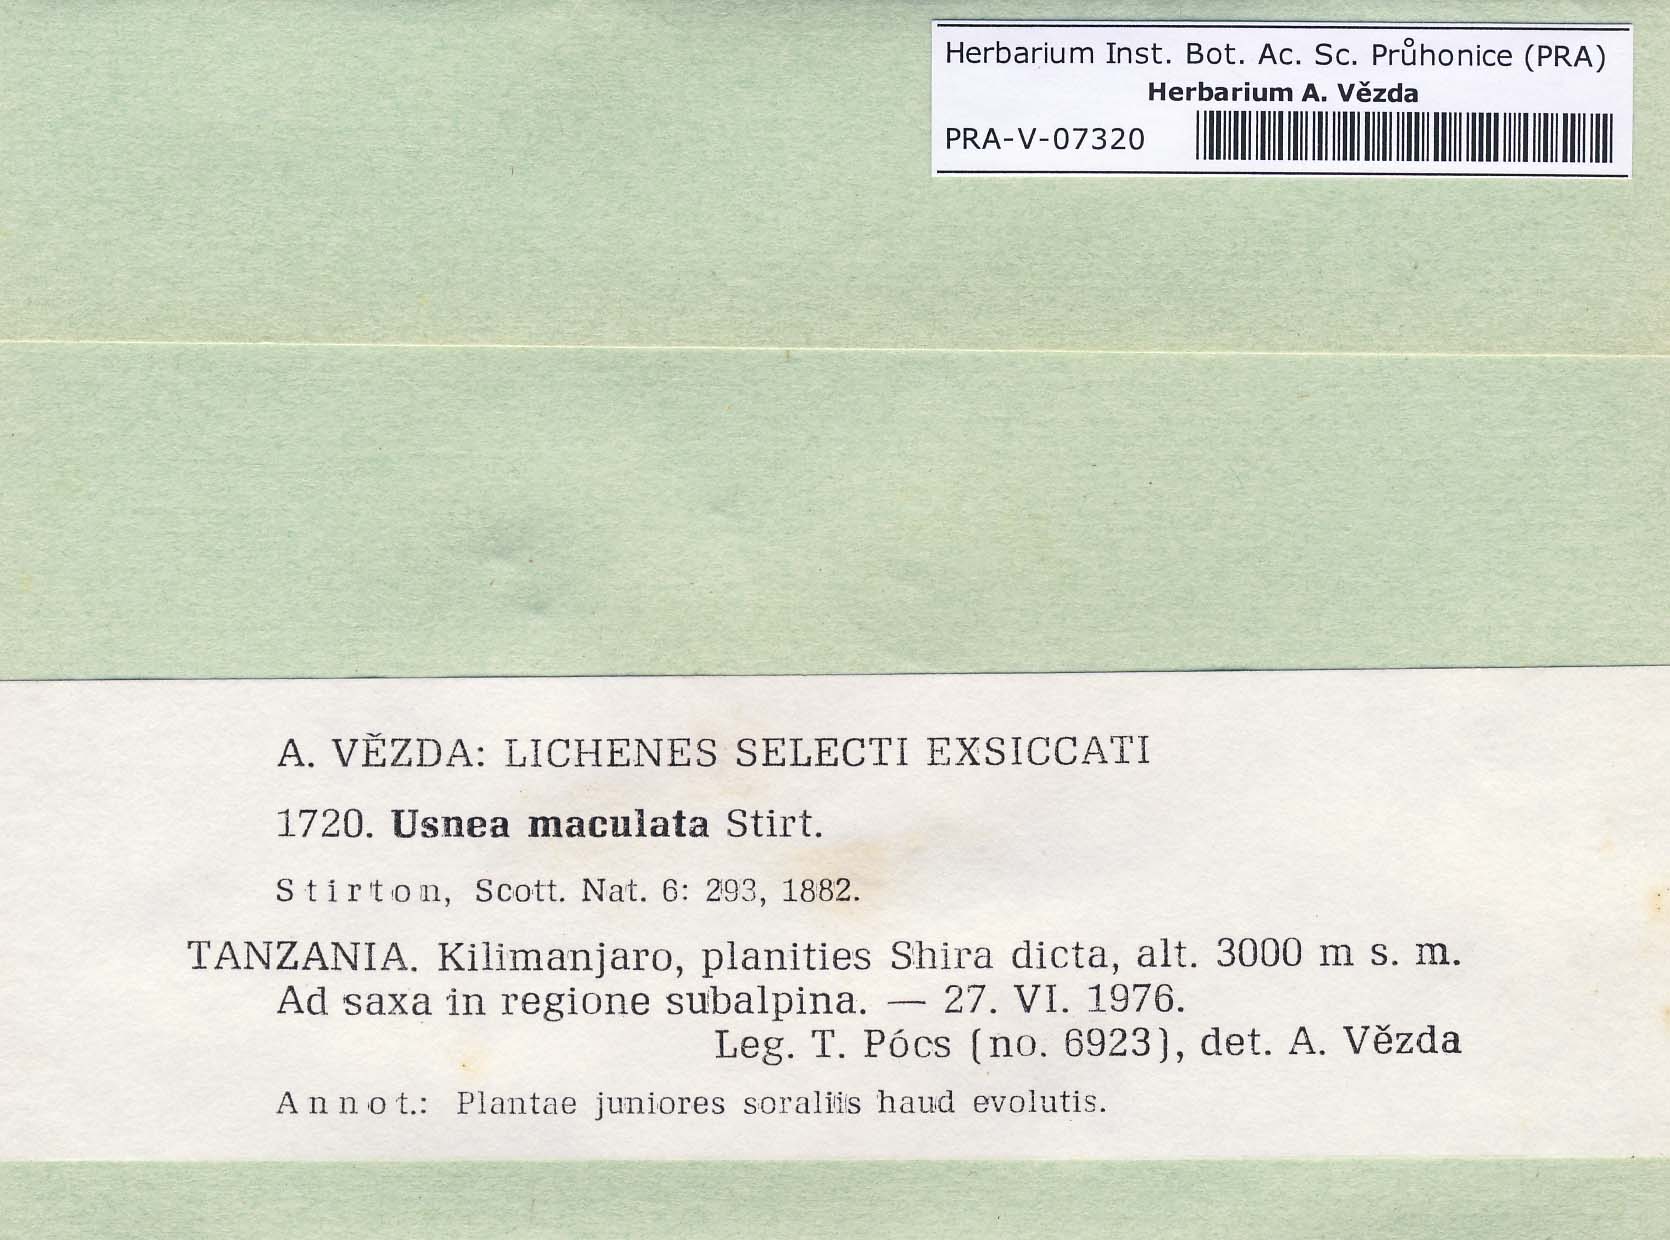 Herbarium Inst. Bot. Ac. Sc. Průhonice (PRA)
Herbarium A. Vězda
PRA-V-07320
A. VĚZDA: LICHENES SELECTI EXSICCATI
1720. Usnea maculata Stirt.
Stirton, Scott. Nat. 6: 293, 1882.
TANZANIA. Kilimanjaro, planities Shira dicta, alt. 3000 m s. m.
Ad saxa in regione subalpina. — 27. VI. 1976.
Leg. T. Pócs (no. 6923), det. A. Vězda
Annot.: Plantae juniores soraliis haud evolutis.